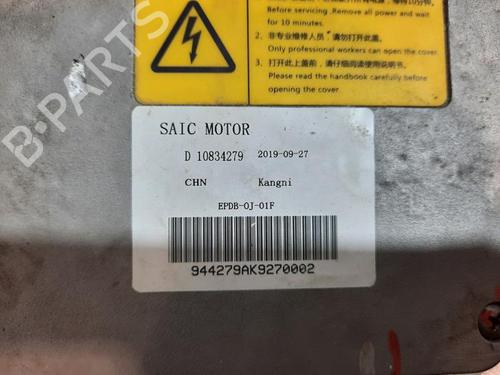 Before servicing .Remove all power and wait
for 10 minutes.
2. 非专业维修人员请勿打开此盖。
Only professional workers can open the cover.
3. 打开此上盖前，请仔细阅读使用说明书。
Please read the handbook carefully before
opening the cover.
SAIC MOTOR
D 10834279 2019-09-27
CHN Kangni
EPDB-0J-01F
944279AK9270002
B-PARTS